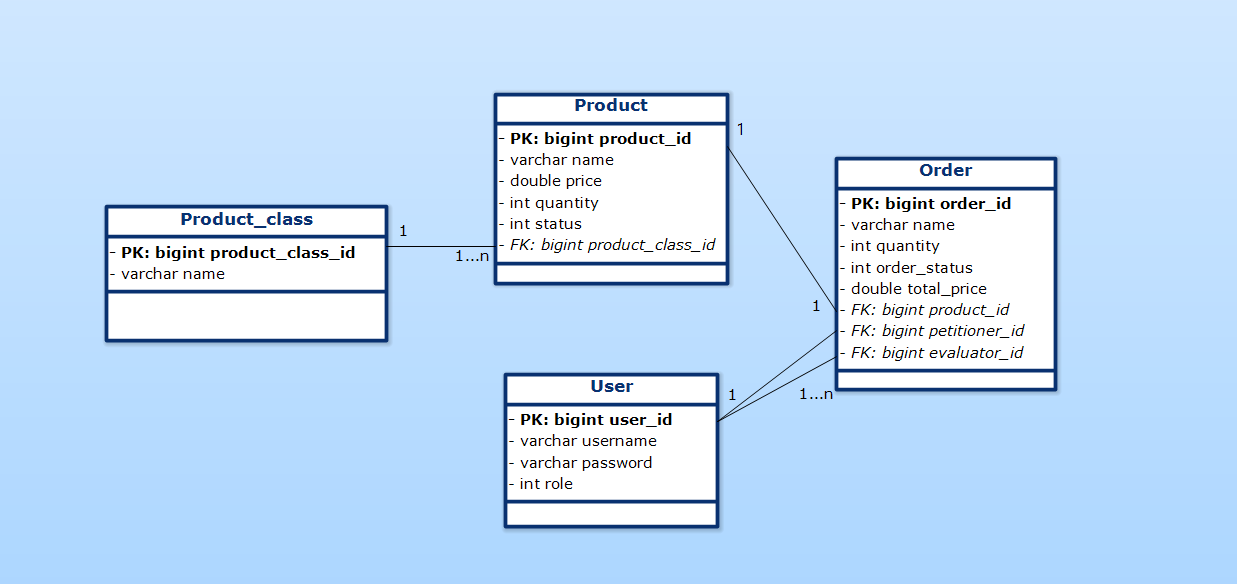 Product_class
- PK: bigint product_class_id
- varchar name
1
1...n
Product
- PK: bigint product_id
- varchar name
- double price
- int quantity
- int status
- FK: bigint product_class_id
1
1
Order
- PK: bigint order_id
- varchar name
- int quantity
- int order_status
- double total_price
- FK: bigint product_id
- FK: bigint petitioner_id
- FK: bigint evaluator_id
User
- PK: bigint user_id
- varchar username
- varchar password
- int role
1
1...n